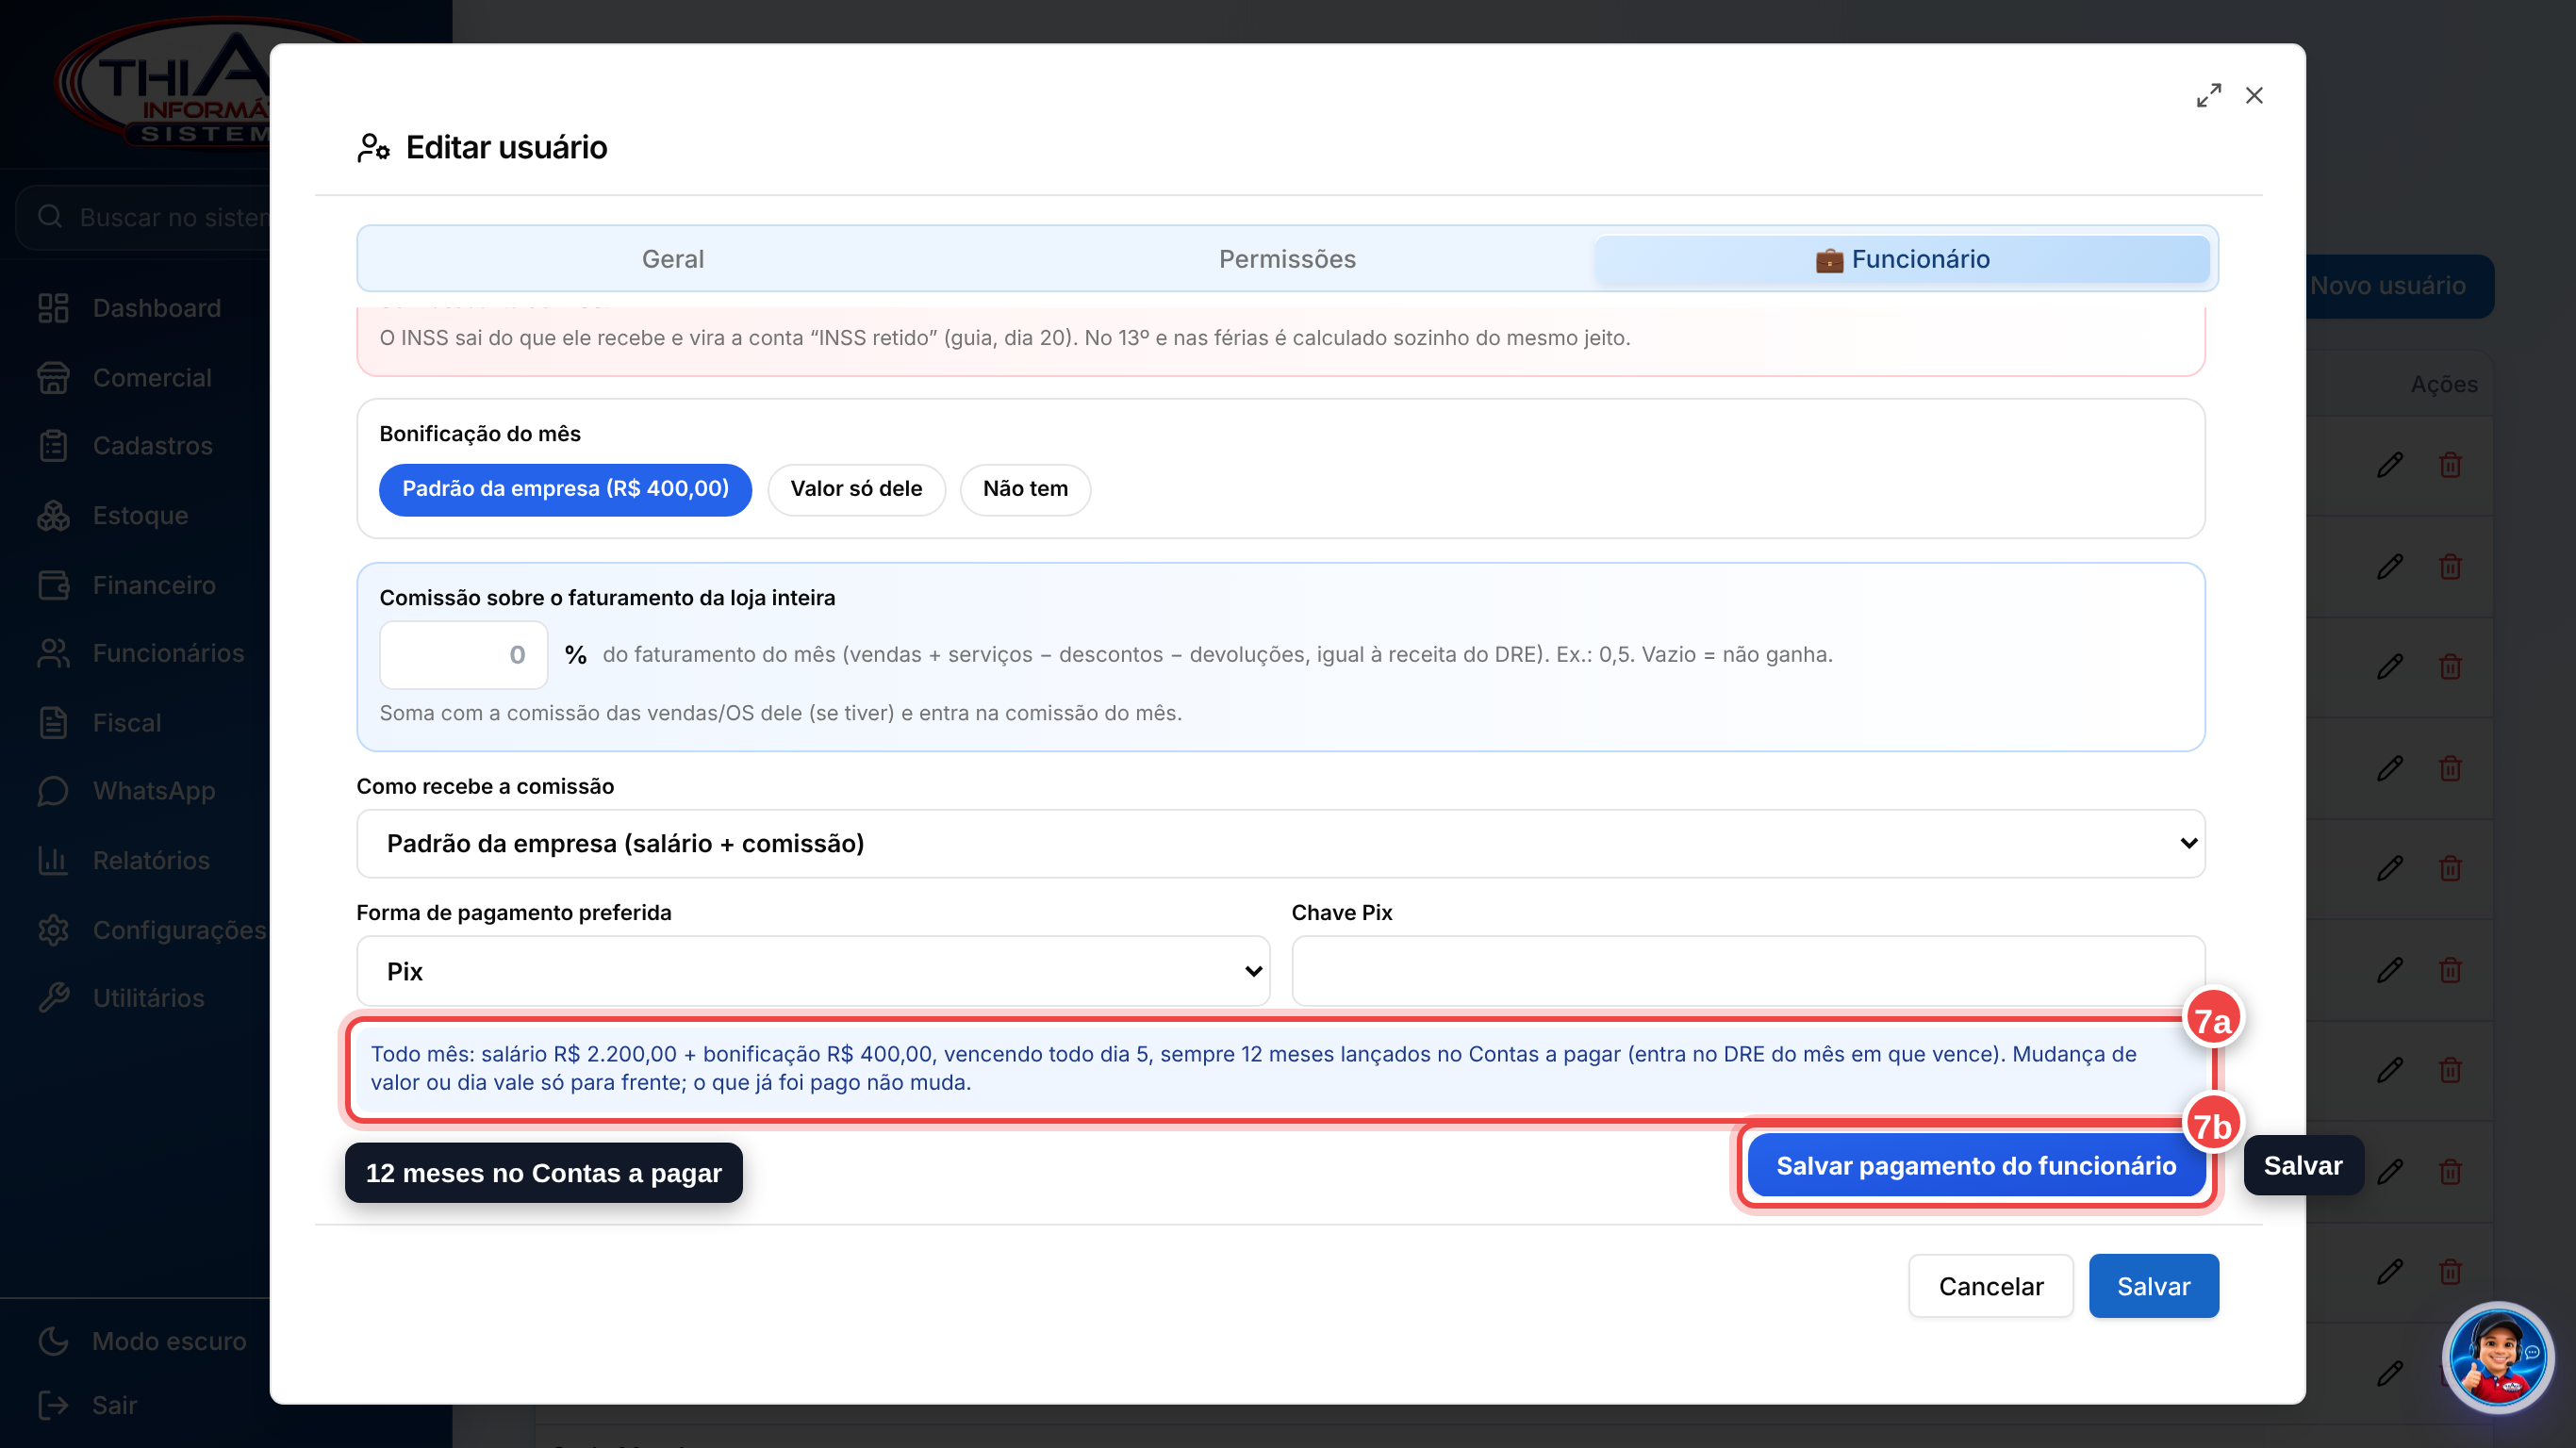 THIA
INFORMÁ
SISTEM
Buscar no sistem
Dashboard
Comercial
Cadastros
Estoque
Financeiro
Funcionários
Fiscal
WhatsApp
Relatórios
Configurações
Utilitários
Modo escuro
Sair
Novo usuário
Ações
Editar usuário
Geral
Permissões
Funcionário
O INSS sai do que ele recebe e vira a conta “INSS retido” (guia, dia 20). No 13º e nas férias é calculado sozinho do mesmo jeito.
Bonificação do mês
Padrão da empresa (R$ 400,00)
Valor só dele
Não tem
Comissão sobre o faturamento da loja inteira
0 % do faturamento do mês (vendas + serviços − descontos − devoluções, igual à receita do DRE). Ex.: 0,5. Vazio = não ganha.
Soma com a comissão das vendas/OS dele (se tiver) e entra na comissão do mês.
Como recebe a comissão
Padrão da empresa (salário + comissão)
Forma de pagamento preferida
Chave Pix
Pix
7a
Todo mês: salário R$ 2.200,00 + bonificação R$ 400,00, vencendo todo dia 5, sempre 12 meses lançados no Contas a pagar (entra no DRE do mês em que vence). Mudança de
valor ou dia vale só para frente; o que já foi pago não muda.
7b
12 meses no Contas a pagar
Salvar pagamento do funcionário
Salvar
Cancelar
Salvar